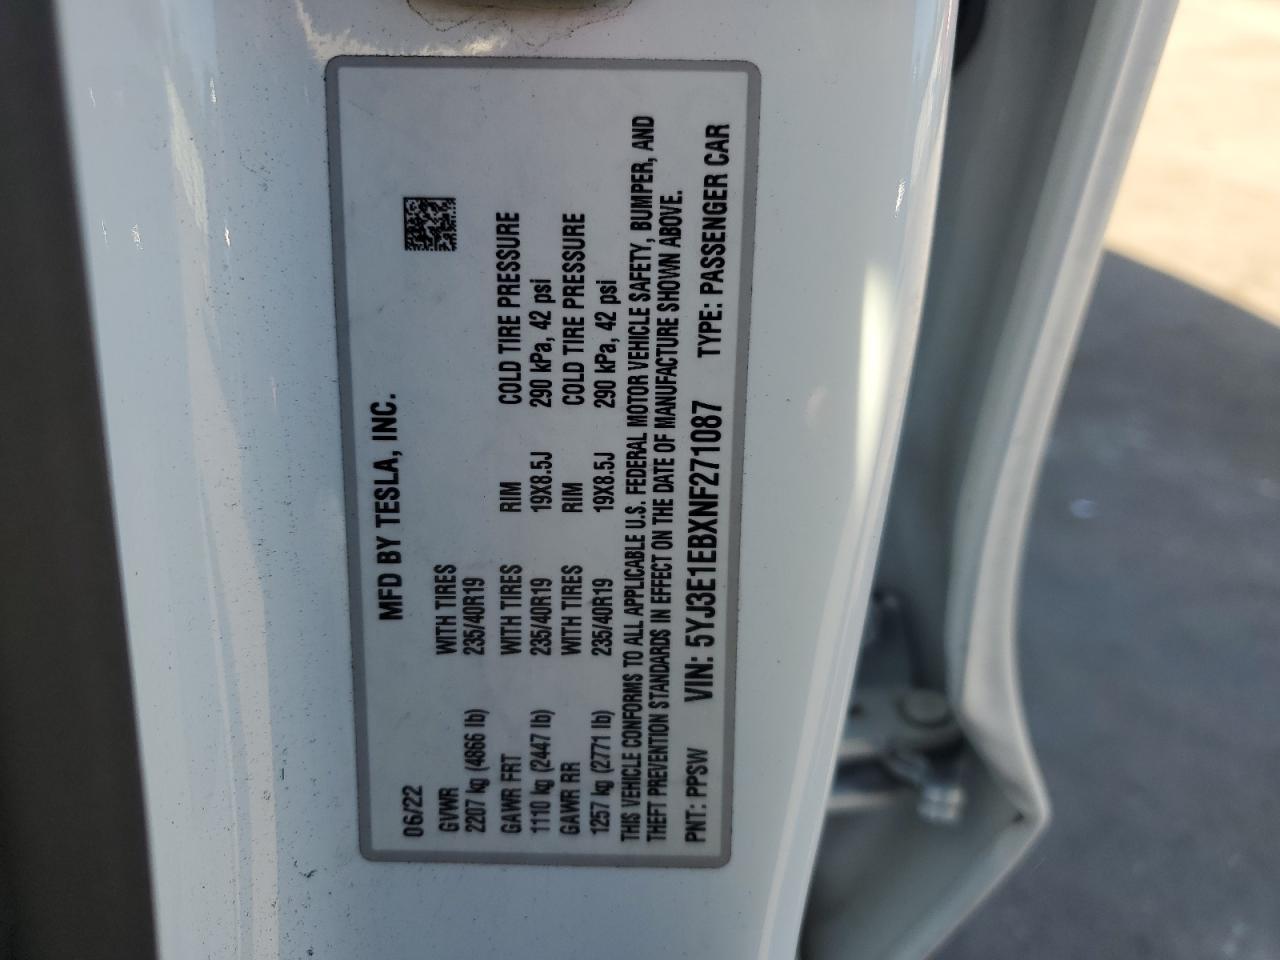 MFD BY TESLA, INC.
06/22
GVWR WITH TIRES
2207 kg (4866 lb) 235/40R19
GAWR FRT WITH TIRES RIM COLD TIRE PRESSURE
1110 kg (2447 lb) 235/40R19 19X8.5J 290 kPa, 42 psi
GAWR RR WITH TIRES RIM COLD TIRE PRESSURE
1257 kg (2771 lb) 235/40R19 19X8.5J 290 kPa, 42 psi
THIS VEHICLE CONFORMS TO ALL APPLICABLE U.S. FEDERAL MOTOR VEHICLE SAFETY, BUMPER, AND
THEFT PREVENTION STANDARDS IN EFFECT ON THE DATE OF MANUFACTURE SHOWN ABOVE.
PNT: PPSW VIN: 5YJ3E1EBXNF271087 TYPE: PASSENGER CAR